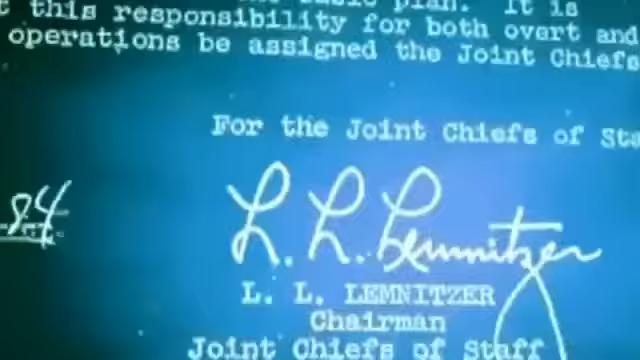 basic plan. It is
this responsibility for both overt and
operations be assigned the Joint Chiefs
For the Joint Chiefs of
84
L. L. Lemnitzer
L. L. LEMNITZER
Chairman
Joint Chiefs of Staff